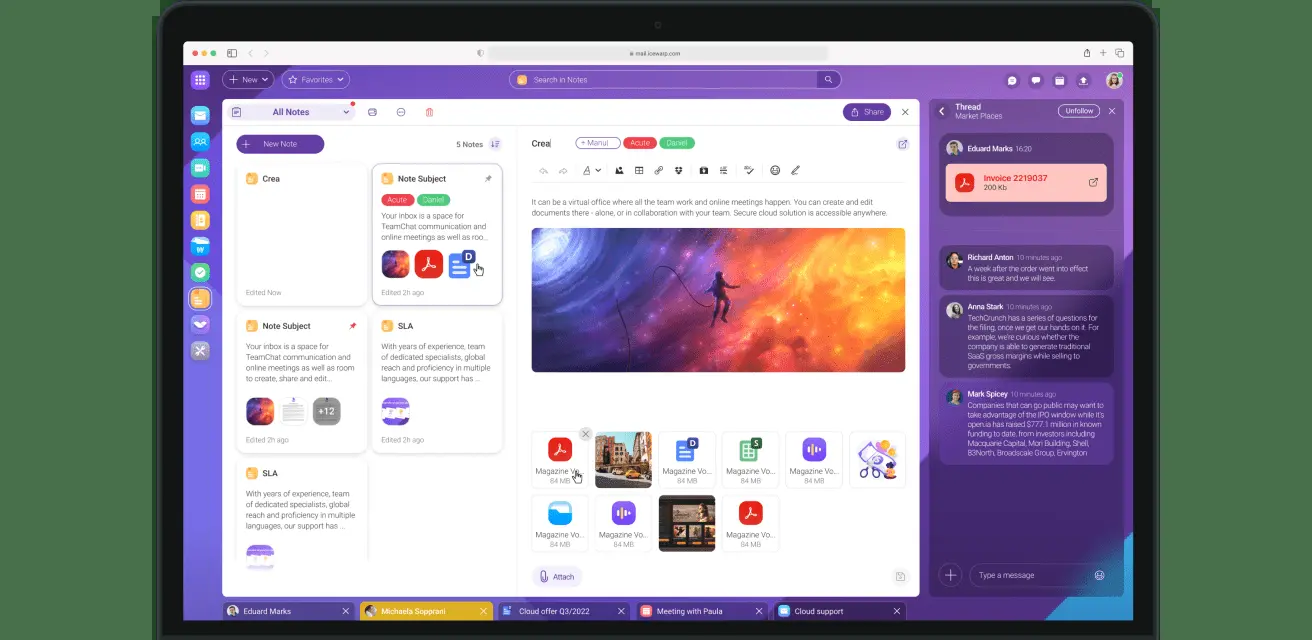 mail.icewarp.com
New
Favorites
Search in Notes
All Notes
Share
New Note
5 Notes
Crea
Edited Now
Note Subject
Acute
Daniel
Your inbox is a space for
TeamChat communication and
online meetings as well as roo...
D
Edited 2h ago
Note Subject
Your inbox is a space for
TeamChat communication and
online meetings as well as room
to create, share and edit...
+12
Edited 2h ago
SLA
With years of experience, team
of dedicated specialists, global
reach and proficiency in multiple
languages, our support has ...
Edited 2h ago
SLA
With years of experience, team
of dedicated specialists, global
reach and proficiency in multiple
languages, our support has ...
Crea
+ Manul
Acute
Daniel
It can be a virtual office where all the team work and online meetings happen. You can create and edit
documents there - alone, or in collaboration with your team. Secure cloud solution is accessible anywhere.
Magazine Vo...
84 MB
D
Magazine Vo...
84 MB
S
Magazine Vo...
84 MB
Magazine Vo...
84 MB
Magazine Vo...
84 MB
Magazine Vo...
84 MB
Magazine Vo...
84 MB
Attach
Thread
Market Places
Unfollow
Eduard Marks 16:20
Invoice 2219037
200 Kb
Richard Anton 10 minutes ago
A week after the order went into effect
this is great and we will see.
Anna Stark 10 minutes ago
TechCrunch has a series of questions for
the filing, once we get our hands on it. For
example, we're curious whether the
company is able to generate traditional
SaaS gross margins while selling to
governments.
Mark Spicey 10 minutes ago
Companies that can go public may want to
take advantage of the IPO window while it's
open.ia has raised $777.1 million in known
funding to date, from investors including
Macquarie Capital, Mori Building, Shell,
83North, Broadscale Group, Ervington
Type a message
Eduard Marks
Michaela Sopprani
Cloud offer Q3/2022
Meeting with Paula
Cloud support